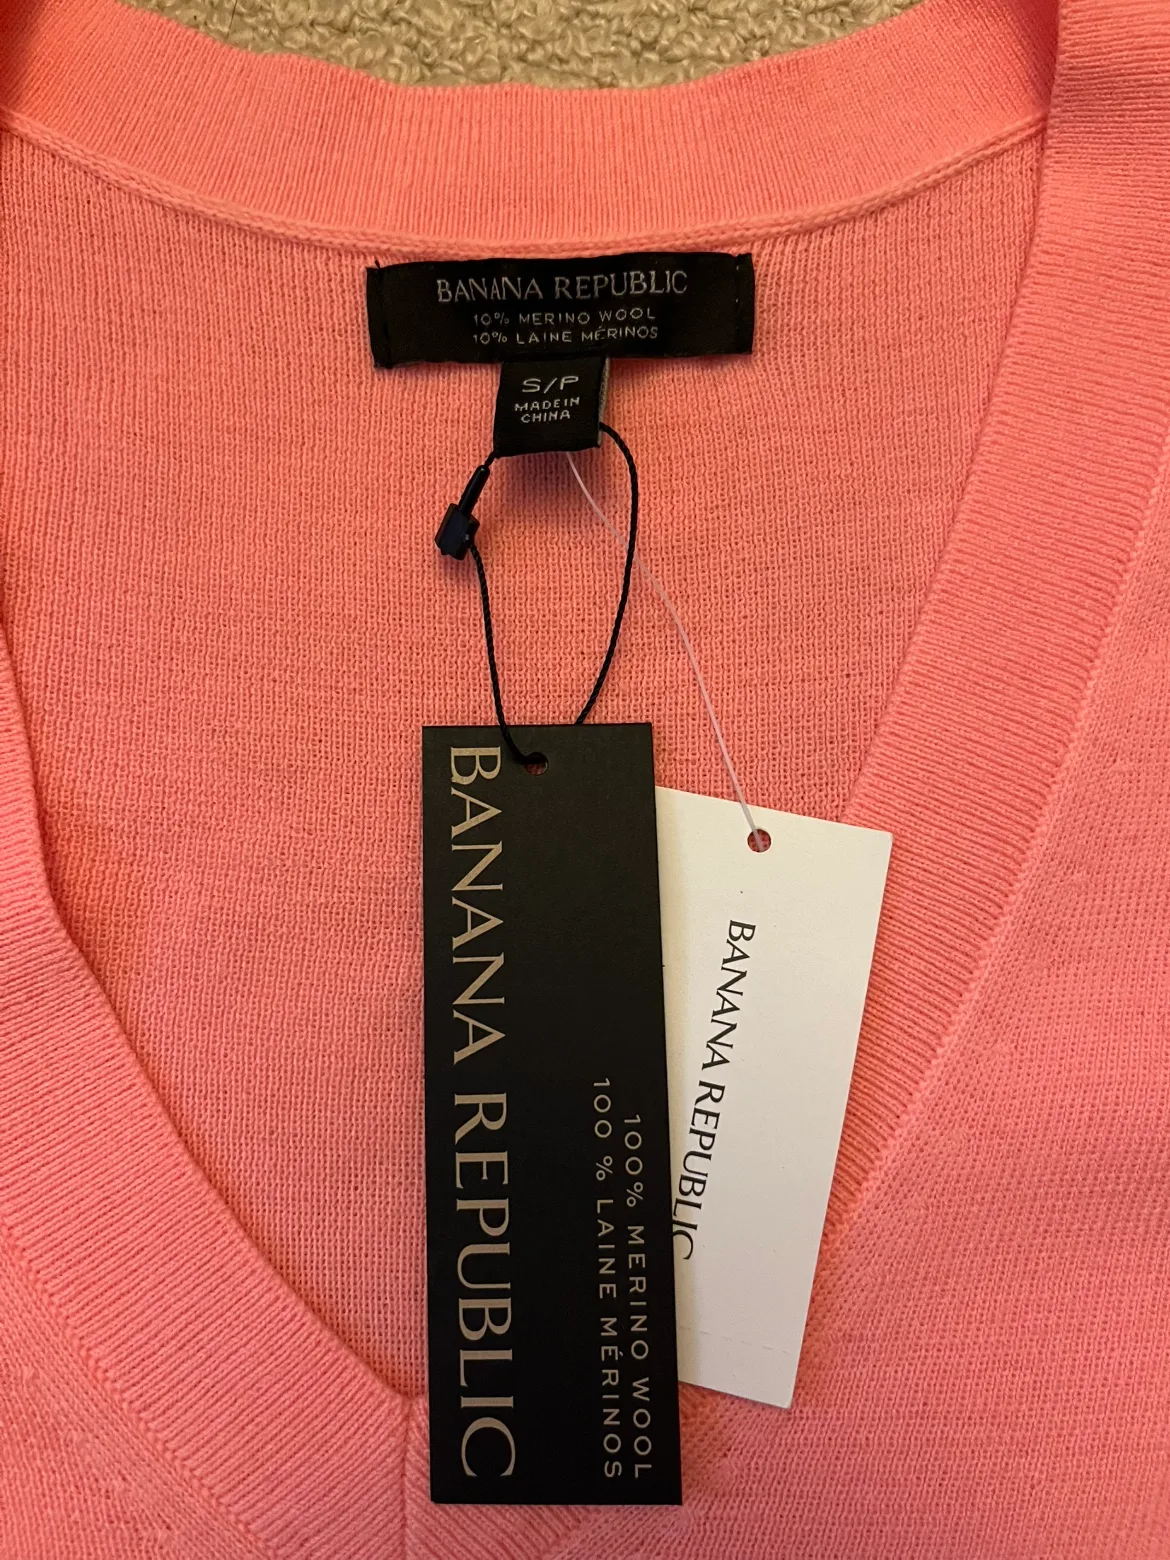 BANANA REPUBLIC
10% MERINO WOOL
10% LAINE MÉRINOS
S/P
MADE IN
CHINA
BANANA REPUBLIC
100% MERINO WOOL
100 % LAINE MÉRINOS
BANANA REPUBLIC